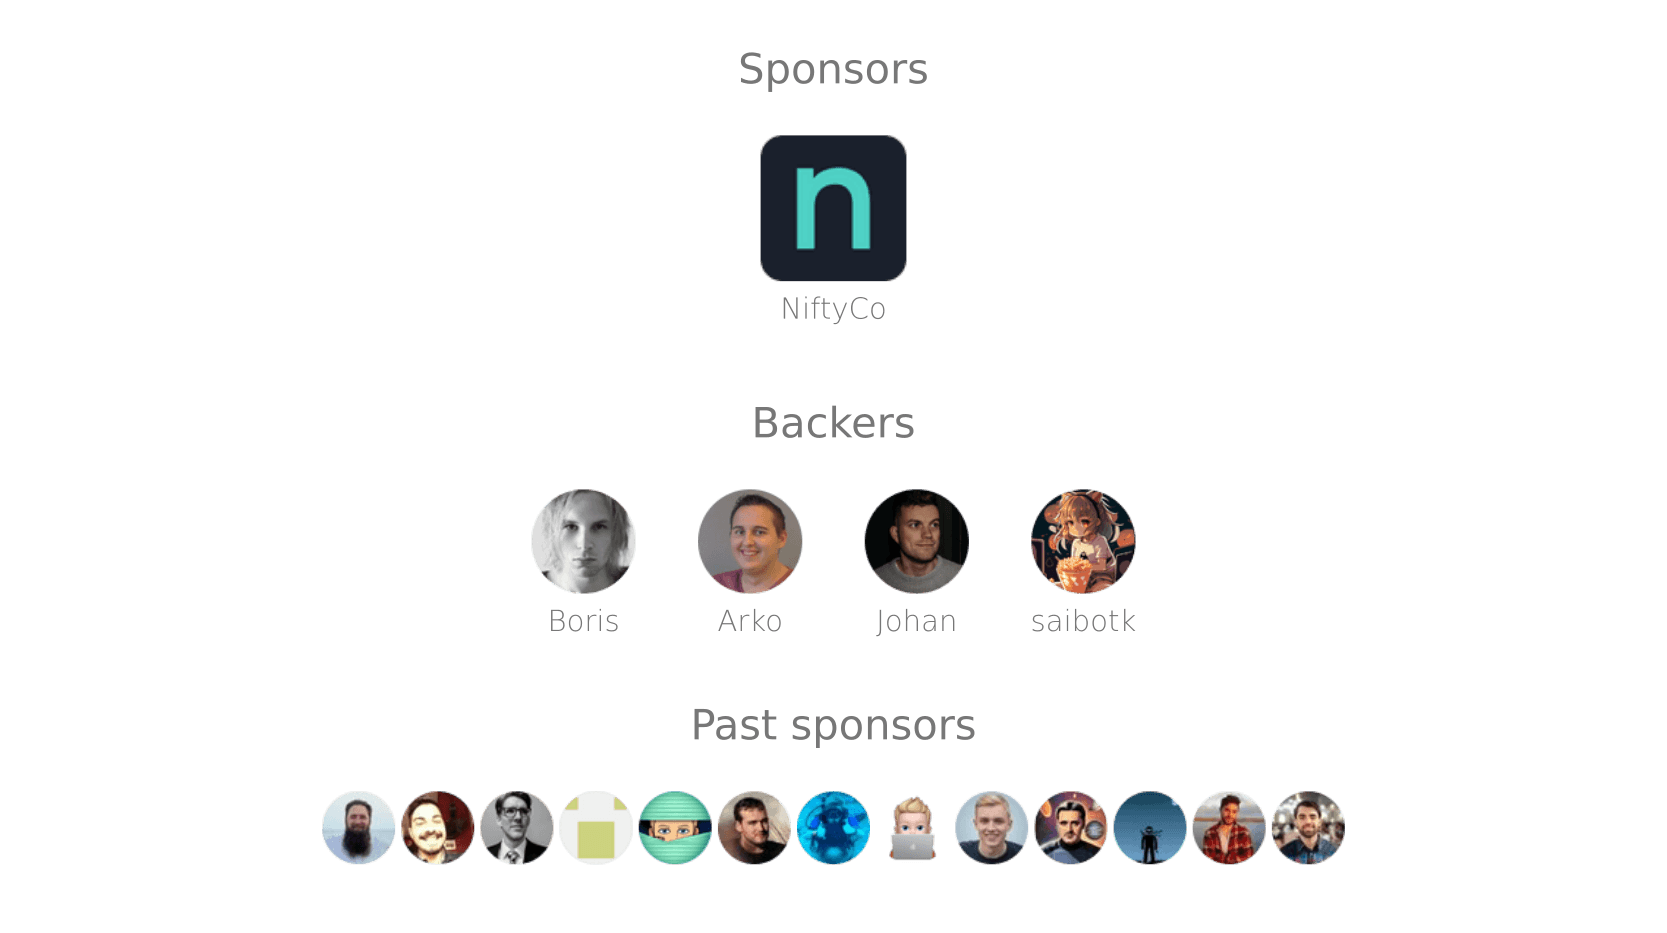 Sponsors
n
NiftyCo
Backers
Boris Arko Johan saibotk
Past sponsors